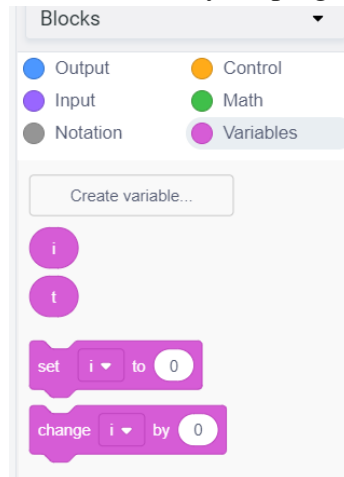 Blocks
Output Control
Input Math
Notation Variables
Create variable...
i
t
set i to 0
change i by 0